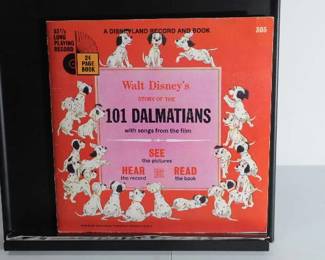 33⅓
LONG
PLAYING
RECORD
24
PAGE
BOOK
A DISNEYLAND RECORD AND BOOK
305
Walt Disney's
STORY OF THE
101 DALMATIANS
with songs from the film
SEE
the pictures
HEAR
the record
READ
the book